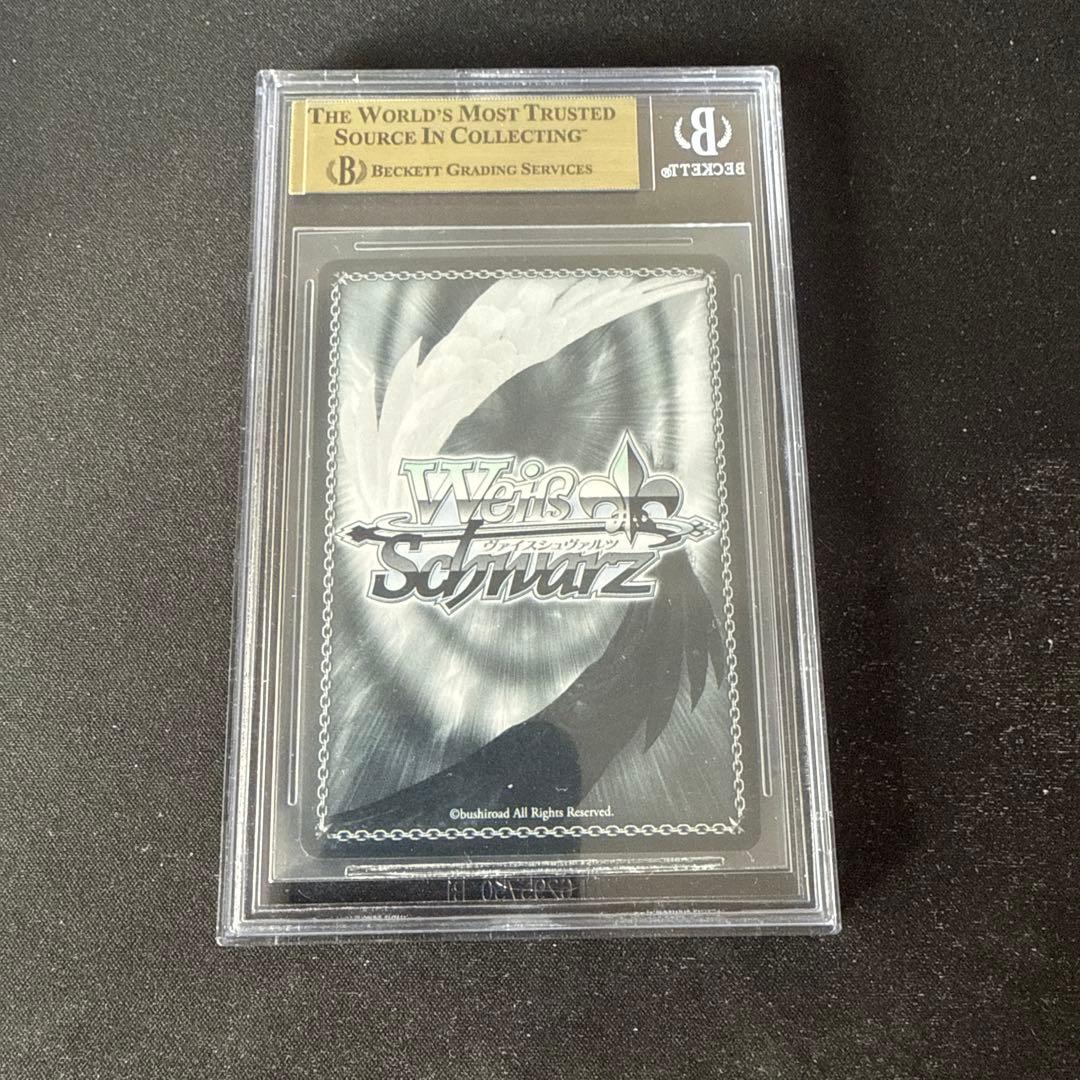 THE WORLD'S MOST TRUSTED
SOURCE IN COLLECTING™
B BECKETT GRADING SERVICES
B
BECKETT®
Weiß
ヴァイスシュヴァルツ
Schwarz
©bushiroad All Rights Reserved.